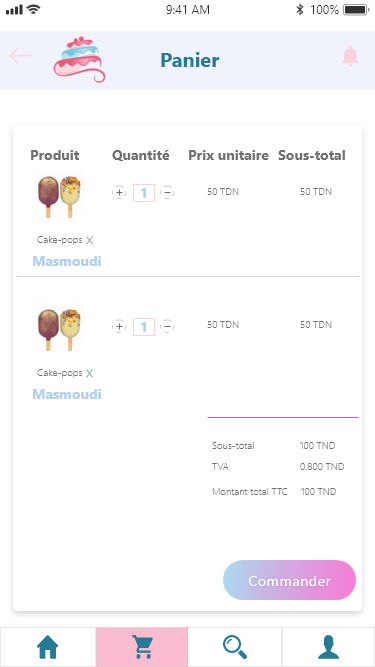 9:41 AM 100%
Panier
Produit Quantité Prix unitaire Sous-total
+ 1 − 50 TDN 50 TDN
Cake-pops X
Masmoudi
+ 1 − 50 TDN 50 TDN
Cake-pops X
Masmoudi
Sous-total 100 TND
TVA 0.800 TND
Montant total TTC 100 TND
Commander